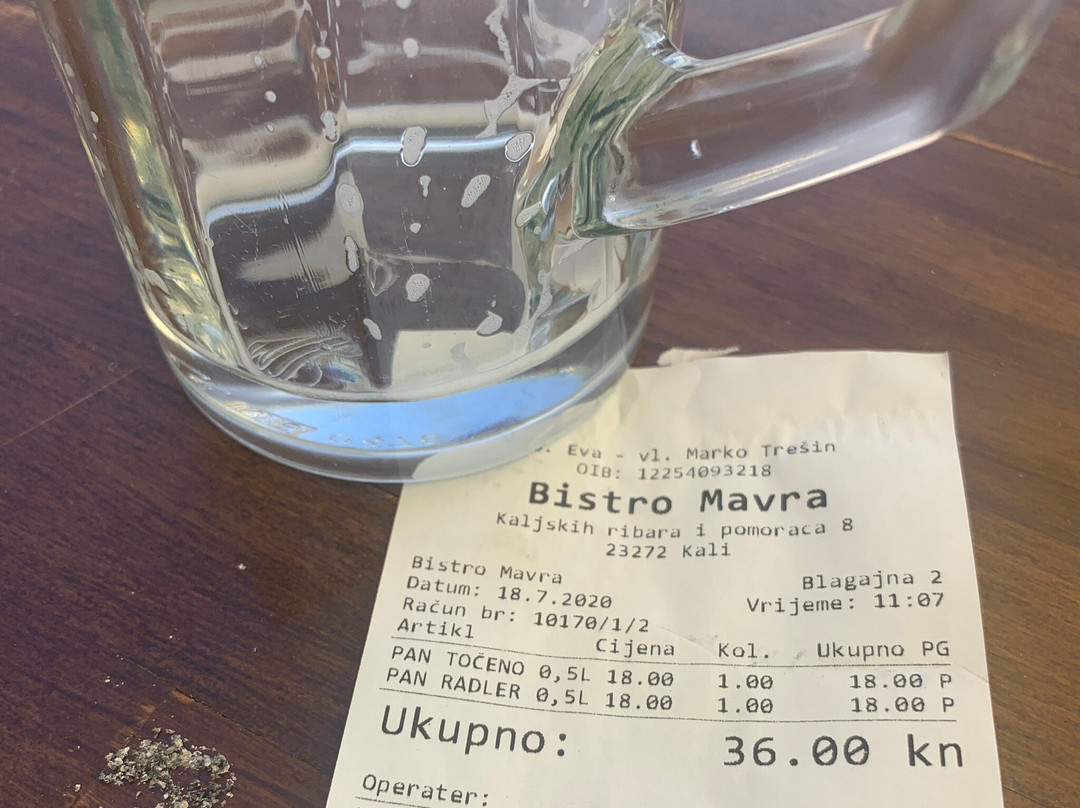 Eva - vl. Marko Trešin
OIB: 12254093218
Bistro Mavra
Kaljskih ribara i pomoraca 8
23272 Kali
Bistro Mavra Blagajna 2
Datum: 18.7.2020 Vrijeme: 11:07
Račun br: 10170/1/2
Artikl Cijena Kol. Ukupno PG
PAN TOČENO 0,5L 18.00 1.00 18.00 P
PAN RADLER 0,5L 18.00 1.00 18.00 P
Ukupno: 36.00 kn
Operater: